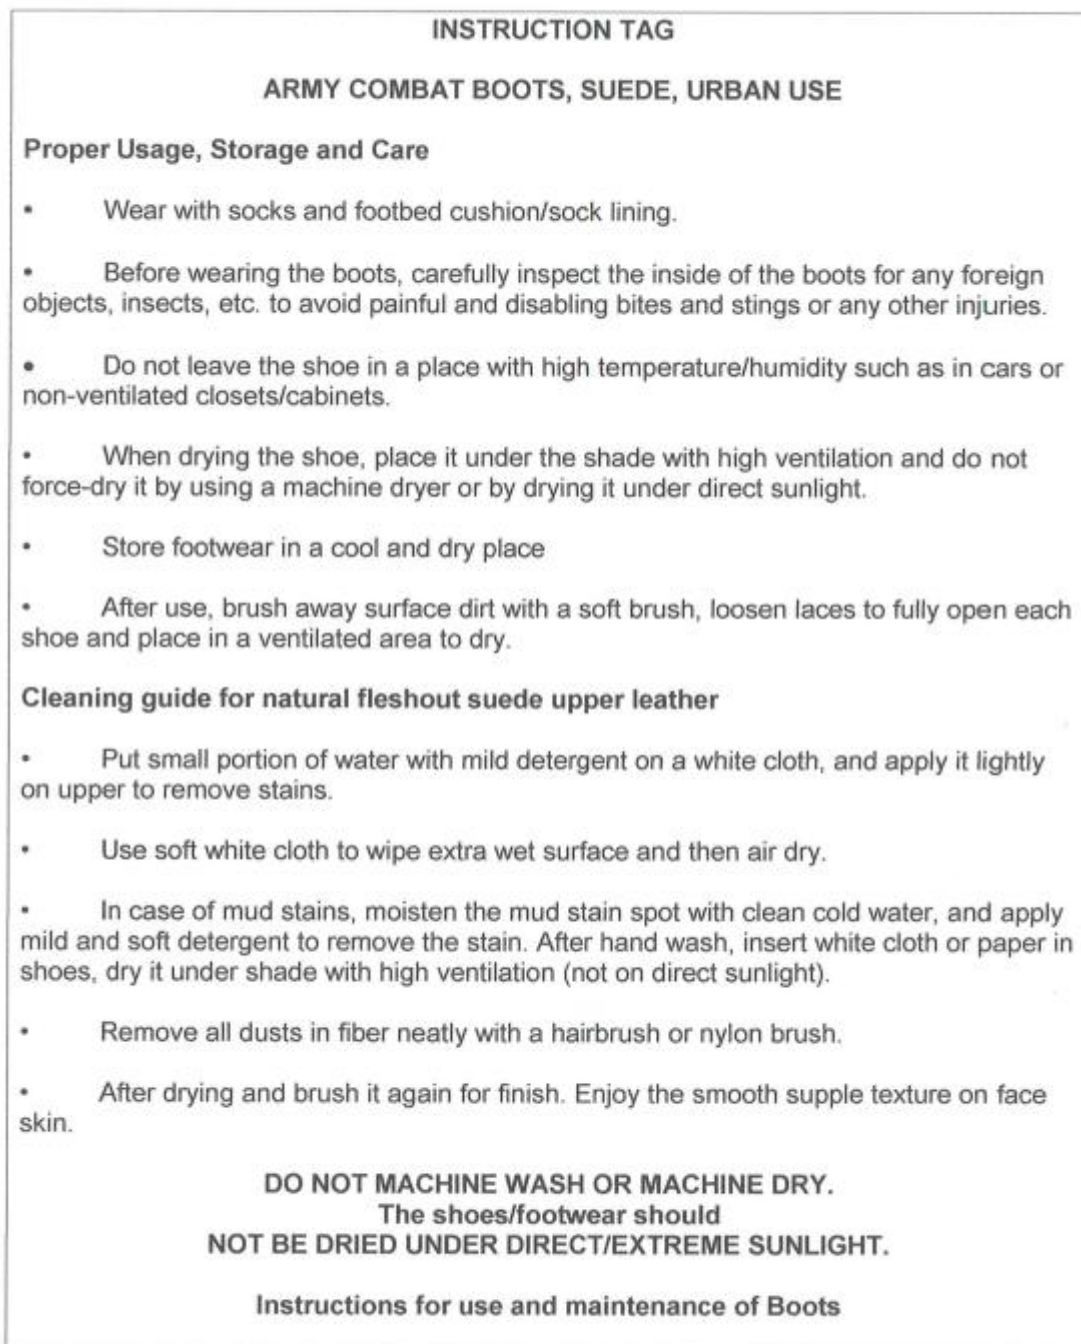 INSTRUCTION TAG
ARMY COMBAT BOOTS, SUEDE, URBAN USE
Proper Usage, Storage and Care
• Wear with socks and footbed cushion/sock lining.
• Before wearing the boots, carefully inspect the inside of the boots for any foreign
objects, insects, etc. to avoid painful and disabling bites and stings or any other injuries.
• Do not leave the shoe in a place with high temperature/humidity such as in cars or
non-ventilated closets/cabinets.
• When drying the shoe, place it under the shade with high ventilation and do not
force-dry it by using a machine dryer or by drying it under direct sunlight.
• Store footwear in a cool and dry place
• After use, brush away surface dirt with a soft brush, loosen laces to fully open each
shoe and place in a ventilated area to dry.
Cleaning guide for natural fleshout suede upper leather
• Put small portion of water with mild detergent on a white cloth, and apply it lightly
on upper to remove stains.
• Use soft white cloth to wipe extra wet surface and then air dry.
• In case of mud stains, moisten the mud stain spot with clean cold water, and apply
mild and soft detergent to remove the stain. After hand wash, insert white cloth or paper in
shoes, dry it under shade with high ventilation (not on direct sunlight).
• Remove all dusts in fiber neatly with a hairbrush or nylon brush.
• After drying and brush it again for finish. Enjoy the smooth supple texture on face
skin.
DO NOT MACHINE WASH OR MACHINE DRY.
The shoes/footwear should
NOT BE DRIED UNDER DIRECT/EXTREME SUNLIGHT.
Instructions for use and maintenance of Boots